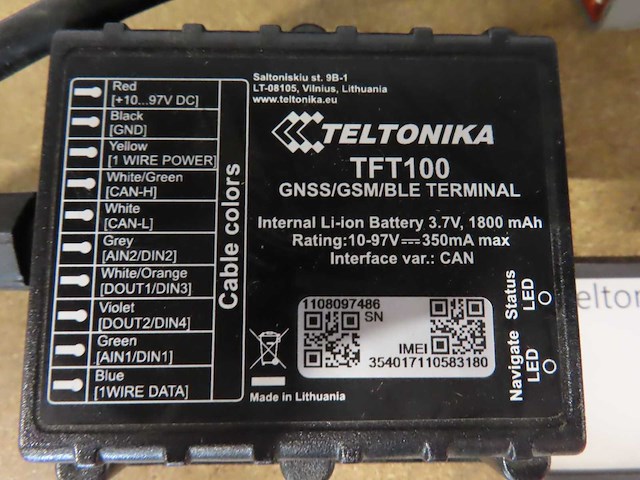 Red
[+10...97V DC]
Black
[GND]
Yellow
[1 WIRE POWER]
White/Green
[CAN-H]
White
[CAN-L]
Grey
[AIN2/DIN2]
White/Orange
[DOUT1/DIN3]
Violet
[DOUT2/DIN4]
Green
[AIN1/DIN1]
Blue
[1WIRE DATA]
Cable colors
Saltoniskiu st. 9B-1
LT-08105, Vilnius, Lithuania
www.teltonika.eu
TELTONIKA
TFT100
GNSS/GSM/BLE TERMINAL
Internal Li-ion Battery 3.7V, 1800 mAh
Rating:10-97V⎓350mA max
Interface var.: CAN
1108097486
SN
IMEI
354017110583180
Made in Lithuania
Status
LED
Navigate
LED
eltor